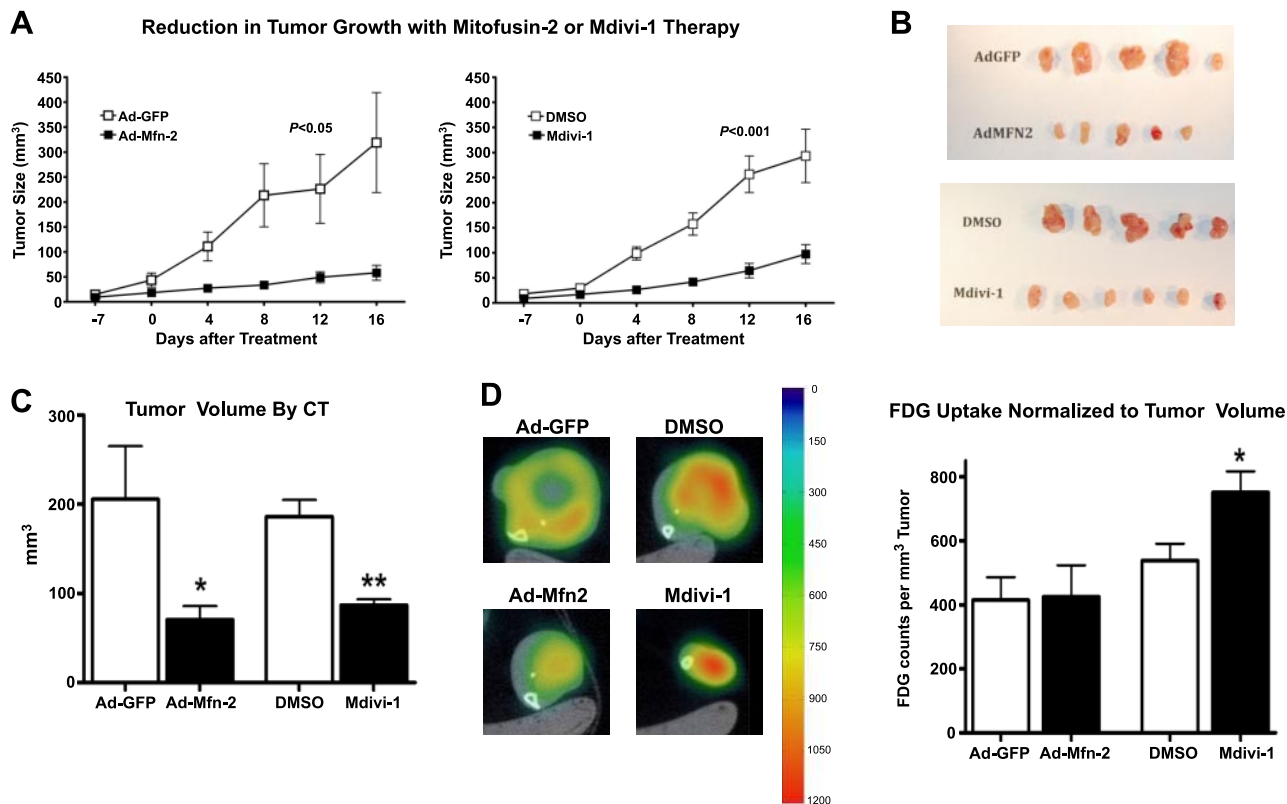 A
Reduction in Tumor Growth with Mitofusin-2 or Mdivi-1 Therapy
Tumor Size (mm3)
450
400
350
300
250
200
150
100
50
0
Ad-GFP
Ad-Mfn-2
P<0.05
-7 0 4 8 12 16
Days after Treatment
Tumor Size (mm3)
450
400
350
300
250
200
150
100
50
0
DMSO
Mdivi-1
P<0.001
-7 0 4 8 12 16
Days after Treatment
B
AdGFP
AdMFN2
DMSO
Mdivi-1
C
Tumor Volume By CT
mm3
300
200
100
0
*
**
Ad-GFP Ad-Mfn-2 DMSO Mdivi-1
D
Ad-GFP DMSO
Ad-Mfn2 Mdivi-1
0
150
300
450
600
750
900
1050
1200
FDG Uptake Normalized to Tumor Volume
FDG counts per mm3 Tumor
800
600
400
200
0
*
Ad-GFP Ad-Mfn-2 DMSO Mdivi-1